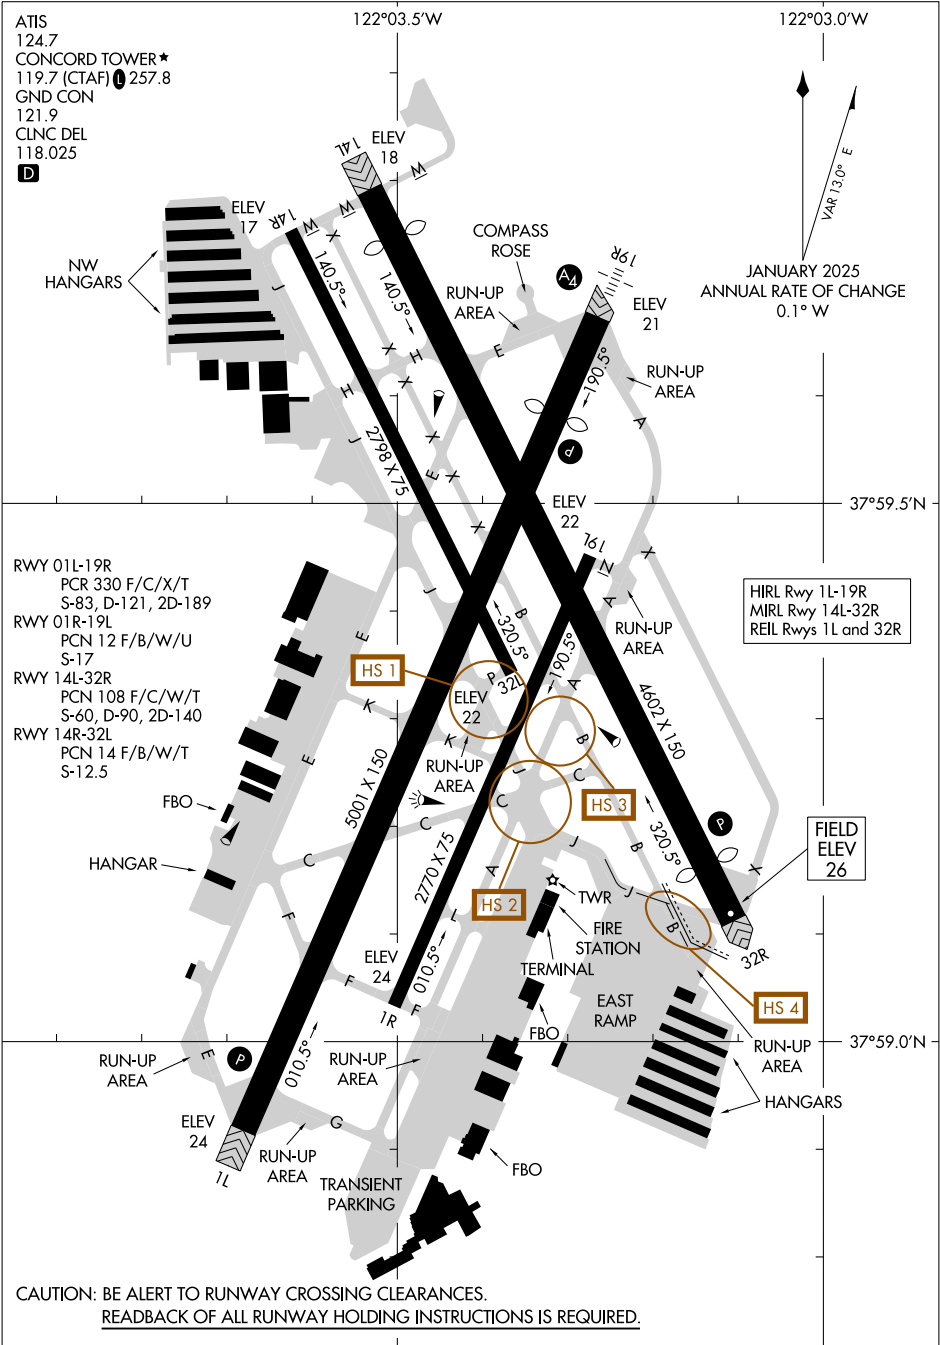 122°03.5'W
122°03.0'W
ATIS
124.7
CONCORD TOWER★
119.7 (CTAF) L 257.8
GND CON
121.9
CLNC DEL
118.025
D
VAR 13.0° E
JANUARY 2025
ANNUAL RATE OF CHANGE
0.1° W
14L
ELEV
18
W
W
W
ELEV
17
14R
X
140.5°
140.5°
NW
HANGARS
J
COMPASS
ROSE
A4
19R
ELEV
21
RUN-UP
AREA
E
RUN-UP
AREA
190.5°
X
H
X
H
J
A
2798 X 75
X
E
X
P
X
37°59.5'N
ELEV
22
19L
Z
A
X
RUN-UP
AREA
RWY 01L-19R
PCR 330 F/C/X/T
S-83, D-121, 2D-189
RWY 01R-19L
PCN 12 F/B/W/U
S-17
RWY 14L-32R
PCN 108 F/C/W/T
S-60, D-90, 2D-140
RWY 14R-32L
PCN 14 F/B/W/T
S-12.5
HIRL Rwy 1L-19R
MIRL Rwy 14L-32R
REIL Rwys 1L and 32R
J
B
320.5°
190.5°
E
HS 1
P
32L
ELEV
22
A
4602 X 150
K
K
B
RUN-UP
AREA
J
C
E
5001 X 150
FBO
C
C
HS 3
HANGAR
C
2770 X 75
J
B
320.5°
P
FIELD
ELEV
26
A
TWR
J
X
HS 2
F
L
FIRE
STATION
B
32R
ELEV
24
TERMINAL
010.5°
F
F
1R
EAST
RAMP
HS 4
FBO
37°59.0'N
RUN-UP
AREA
E
P
010.5°
RUN-UP
AREA
RUN-UP
AREA
HANGARS
ELEV
24
G
1L
RUN-UP
AREA
FBO
TRANSIENT
PARKING
CAUTION: BE ALERT TO RUNWAY CROSSING CLEARANCES.
READBACK OF ALL RUNWAY HOLDING INSTRUCTIONS IS REQUIRED.